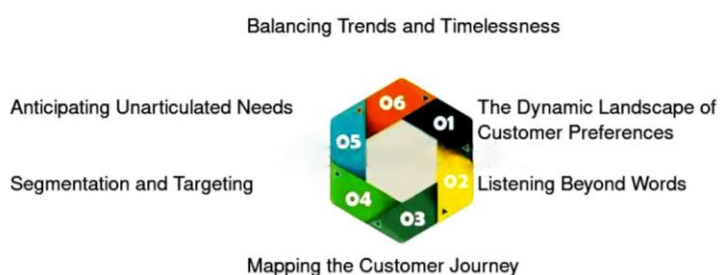 Balancing Trends and Timelessness
Anticipating Unarticulated Needs
06
The Dynamic Landscape of
Customer Preferences
01
05
Segmentation and Targeting
02
Listening Beyond Words
04
03
Mapping the Customer Journey